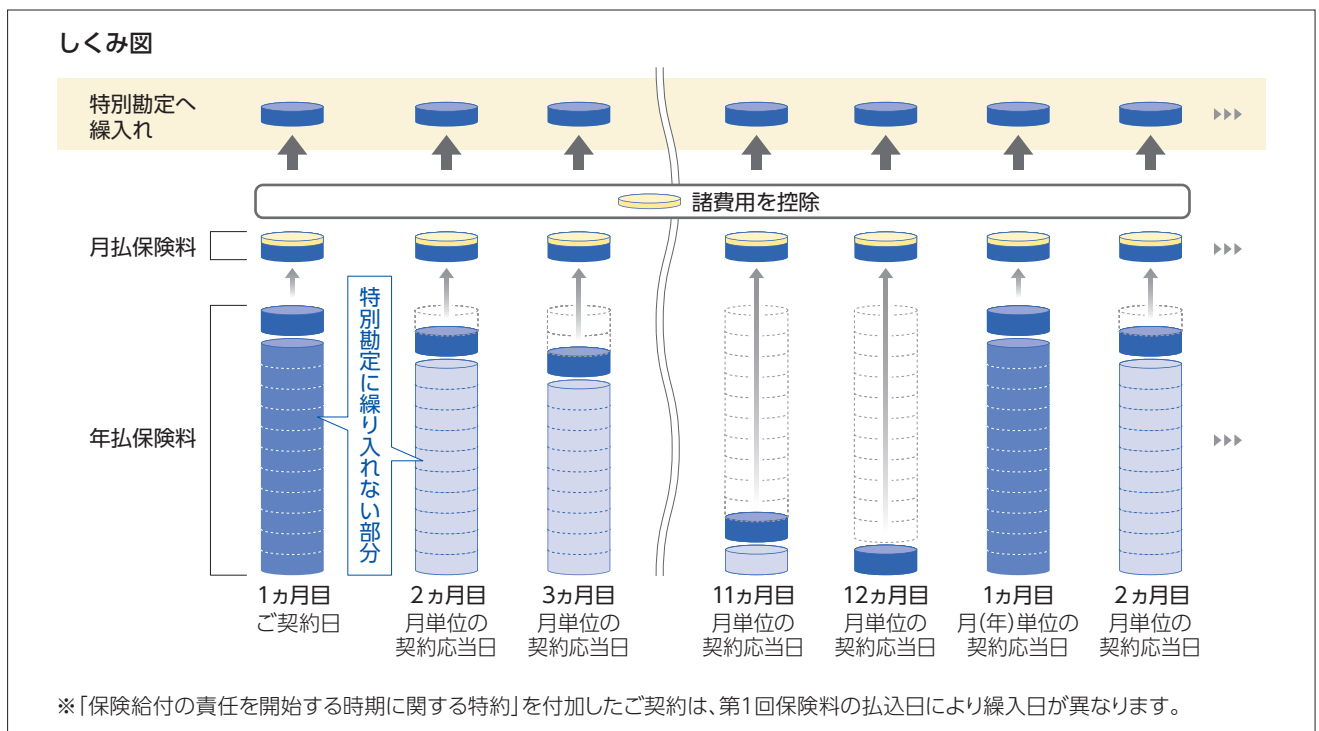 しくみ図
特別勘定へ
繰入れ
諸費用を控除
月払保険料
特別勘定に繰り入れない部分
年払保険料
1ヵ月目
ご契約日
2ヵ月目
月単位の
契約応当日
3ヵ月目
月単位の
契約応当日
11ヵ月目
月単位の
契約応当日
12ヵ月目
月単位の
契約応当日
1ヵ月目
月(年)単位の
契約応当日
2ヵ月目
月単位の
契約応当日
※「保険給付の責任を開始する時期に関する特約」を付加したご契約は、第1回保険料の払込日により繰入日が異なります。